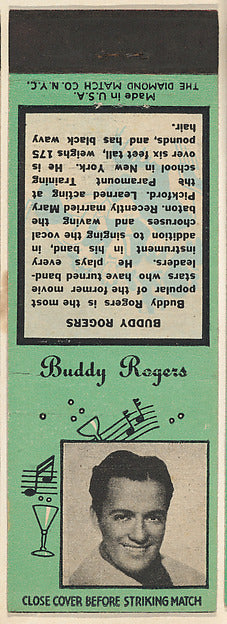 Made in U.S.A.
THE DIAMOND MATCH CO. N.Y.C.
BUDDY ROGERS
Buddy Rogers is the most
popular of the former movie
stars who have turned band-
leaders. He plays every
instrument in his band, in
addition to singing the vocal
choruses and waving the
baton. Recently married Mary
Pickford. Learned acting at
the Paramount Training
school in New York. He is
over six feet tall, weighs 175
pounds, and has black wavy
hair.
Buddy Rogers
CLOSE COVER BEFORE STRIKING MATCH